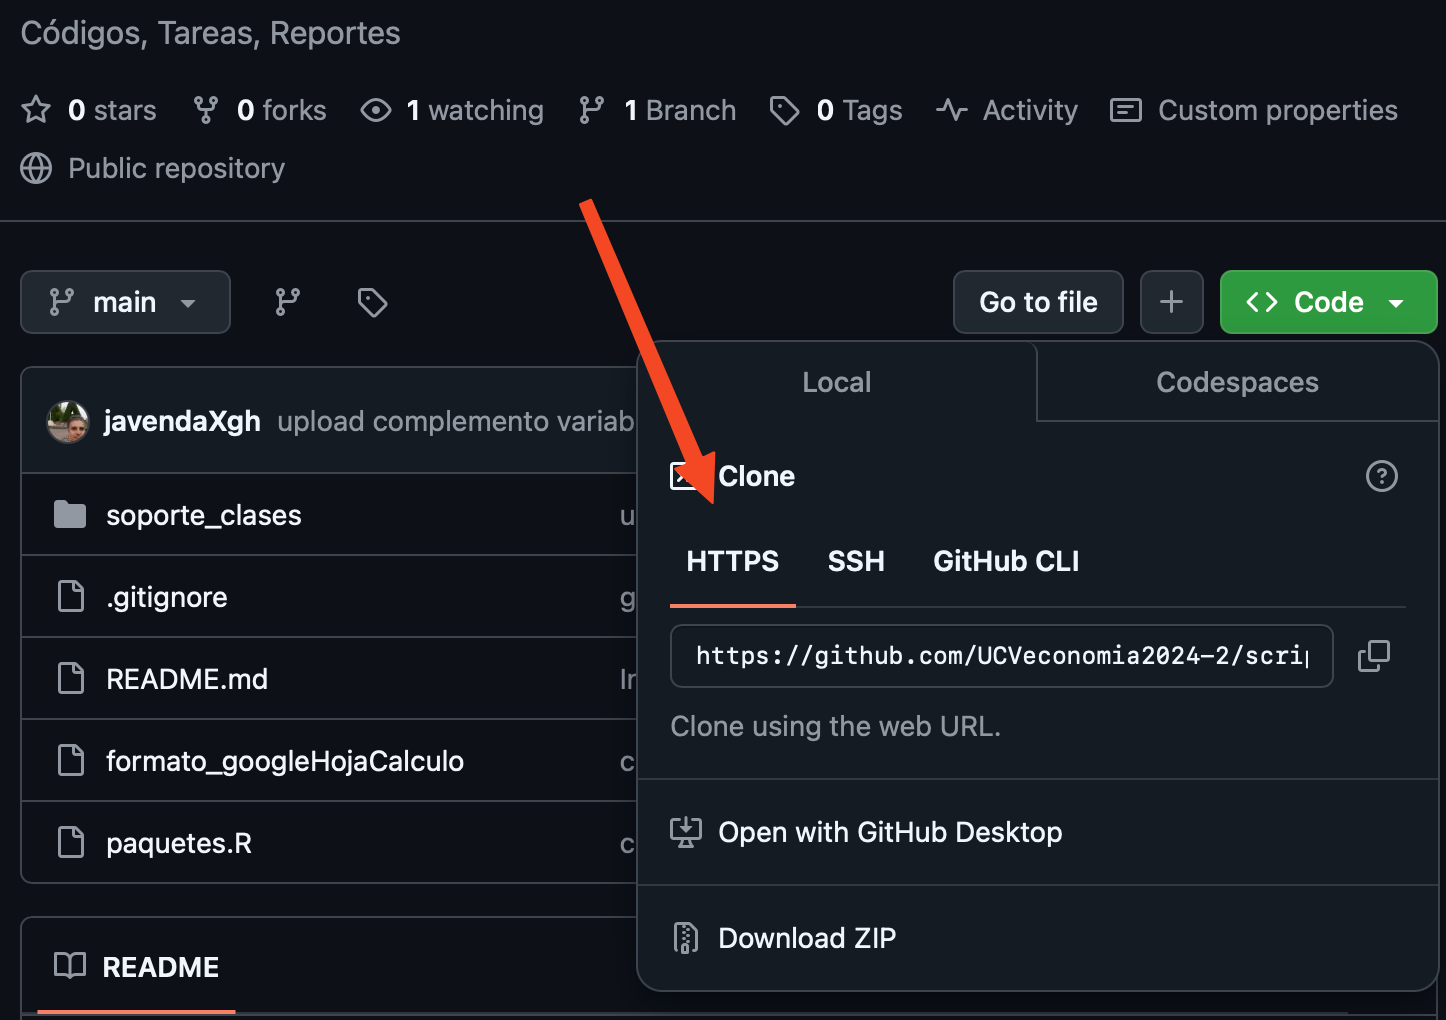 Códigos, Tareas, Reportes
0 stars 0 forks 1 watching 1 Branch 0 Tags Activity Custom properties
Public repository
main Go to file Code
Local Codespaces
javendaXgh upload complemento variab
Clone
soporte_clases u
HTTPS SSH GitHub CLI
.gitignore g
https://github.com/UCVeconomia2024-2/scrip
README.md Ir
Clone using the web URL.
formato_googleHojaCalculo c
Open with GitHub Desktop
paquetes.R c
Download ZIP
README